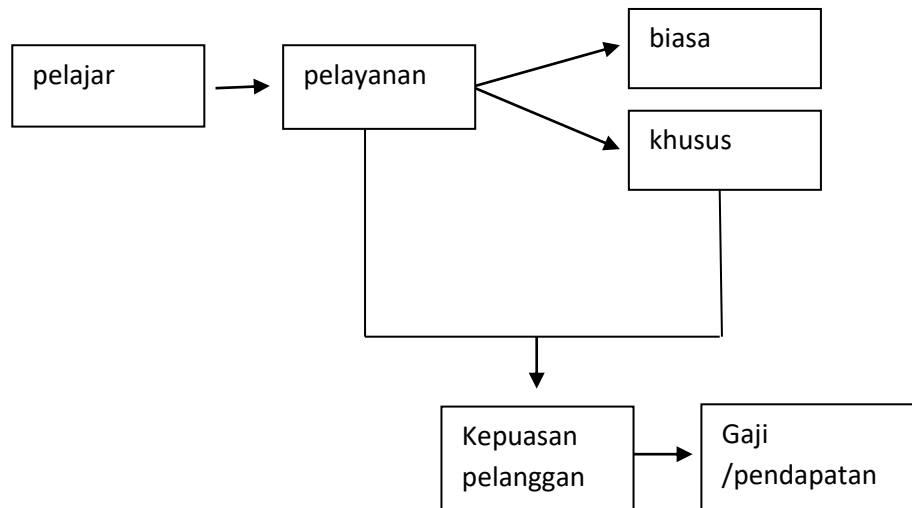 biasa
pelajar
pelayanan
khusus
Kepuasan
pelanggan
Gaji
/pendapatan